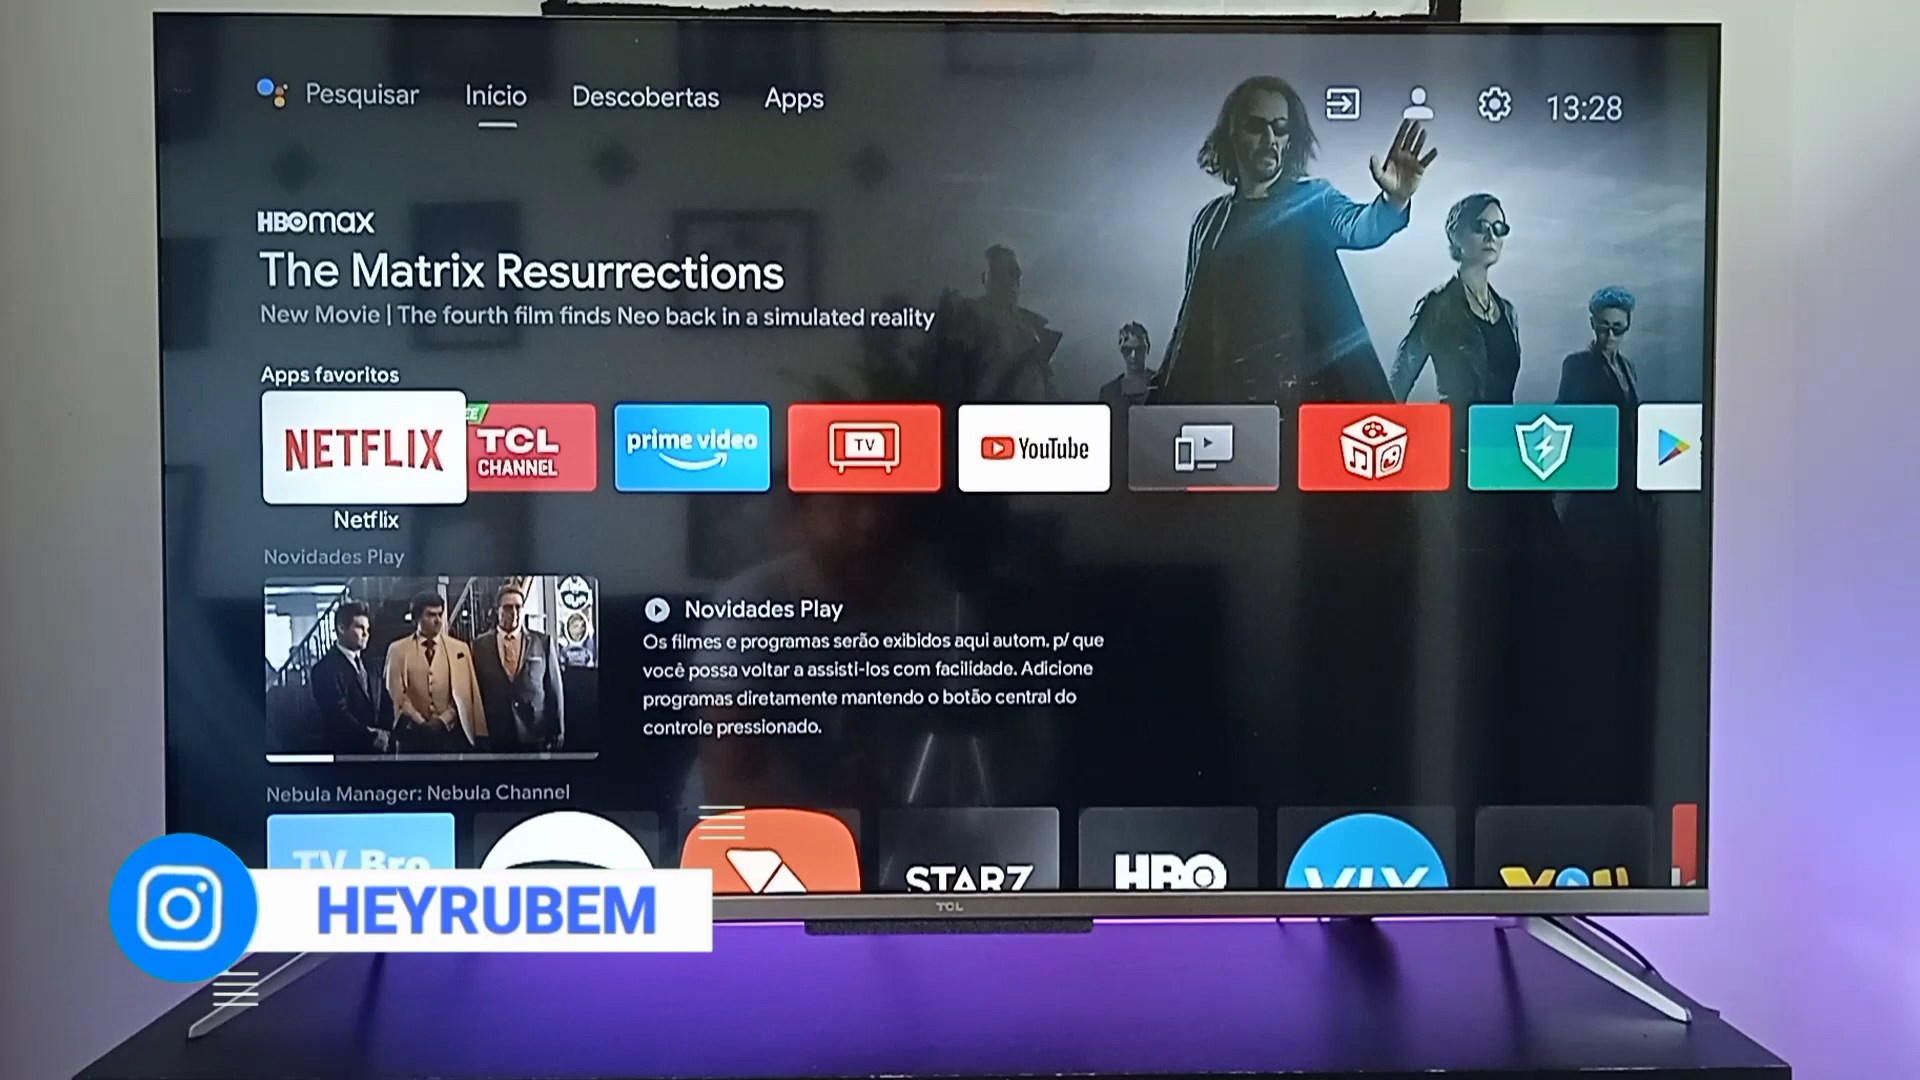 Pesquisar
Início
Descobertas
Apps
13:28
HBOmax
The Matrix Resurrections
New Movie | The fourth film finds Neo back in a simulated reality
Apps favoritos
NETFLIX
TCL
CHANNEL
prime video
TV
YouTube
Netflix
Novidades Play
Novidades Play
Os filmes e programas serão exibidos aqui autom. p/ que
você possa voltar a assisti-los com facilidade. Adicione
programas diretamente mantendo o botão central do
controle pressionado.
Nebula Manager: Nebula Channel
TV Bro
STARZ
HBO
VIX
TCL
HEYRUBEM